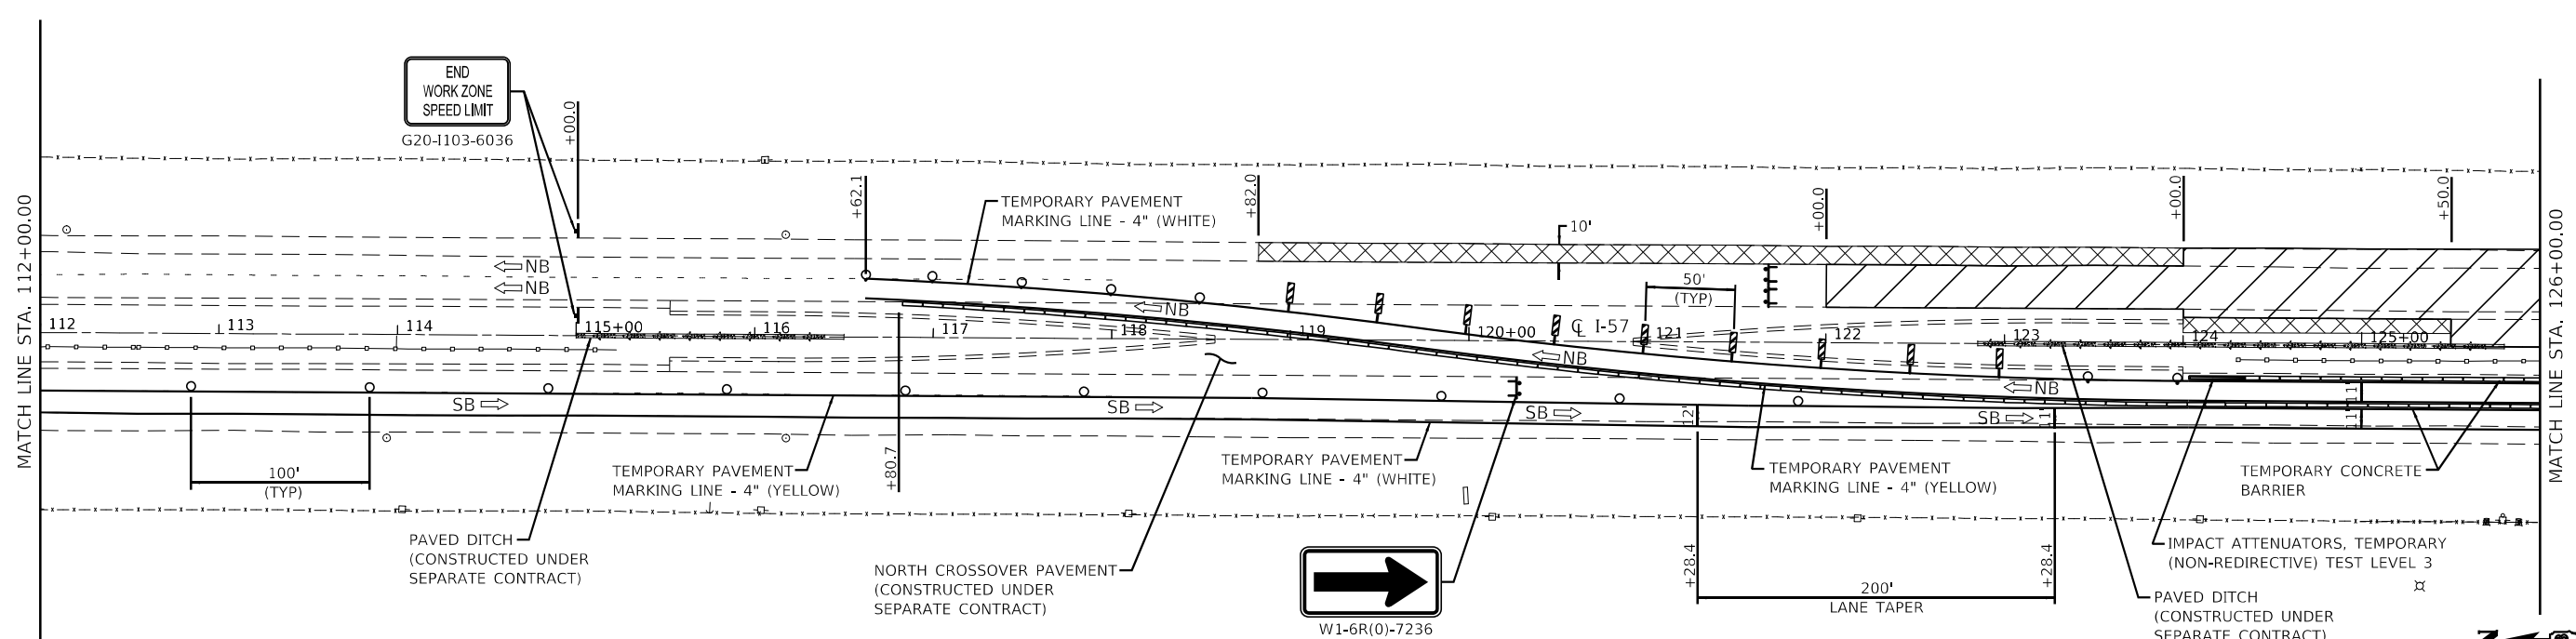 END
WORK ZONE
SPEED LIMIT
G20-I103-6036
+00.0
+62.1
TEMPORARY PAVEMENT
MARKING LINE - 4" (WHITE)
+82.0
10'
+00.0
+00.0
+50.0
MATCH LINE STA. 112+00.00
MATCH LINE STA. 126+00.00
NB
NB
NB
50'
(TYP)
℄ I-57
112
113
114
115+00
116
117
118
119
120+00
121
122
123
124
125+00
NB
NB
SB
SB
SB
SB
12'
11'
11'
11'
100'
(TYP)
TEMPORARY PAVEMENT
MARKING LINE - 4" (YELLOW)
+80.7
TEMPORARY PAVEMENT
MARKING LINE - 4" (WHITE)
TEMPORARY PAVEMENT
MARKING LINE - 4" (YELLOW)
TEMPORARY CONCRETE
BARRIER
PAVED DITCH
(CONSTRUCTED UNDER
SEPARATE CONTRACT)
NORTH CROSSOVER PAVEMENT
(CONSTRUCTED UNDER
SEPARATE CONTRACT)
W1-6R(0)-7236
+28.4
+28.4
200'
LANE TAPER
IMPACT ATTENUATORS, TEMPORARY
(NON-REDIRECTIVE) TEST LEVEL 3
PAVED DITCH
(CONSTRUCTED UNDER
SEPARATE CONTRACT)